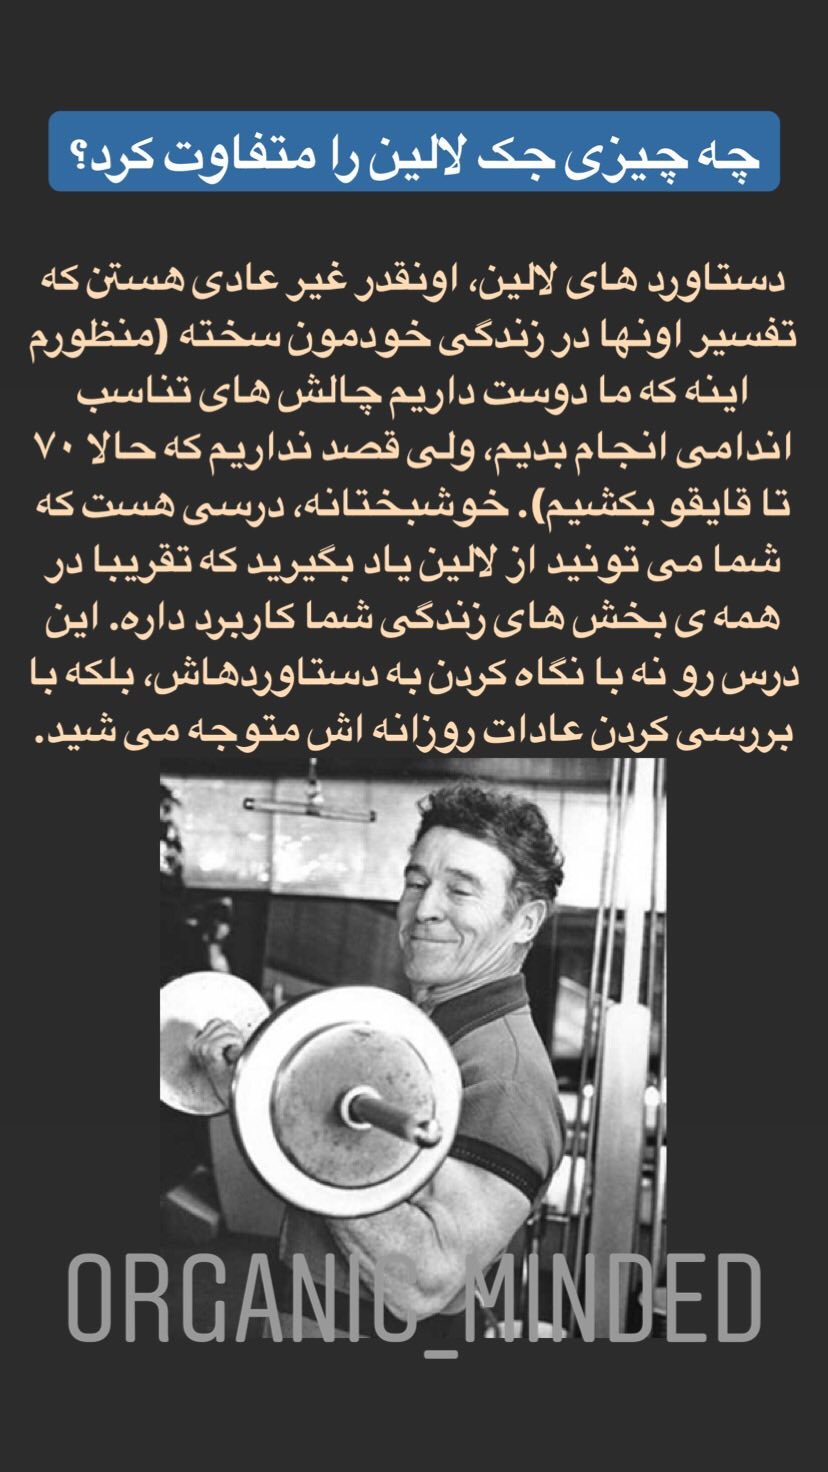 چه چیزی جک لالین را متفاوت کرد؟
دستاورد های لالین، اونقدر غیر عادی هستن که
تفسیر اونها در زندگی خودمون سخته (منظورم
اینه که ما دوست داریم چالش های تناسب
اندامی انجام بدیم، ولی قصد نداریم که حالا ۷۰
تا قایقو بکشیم). خوشبختانه، درسی هست که
شما می تونید از لالین یاد بگیرید که تقریبا در
همه ی بخش های زندگی شما کاربرد داره. این
درس رو نه با نگاه کردن به دستاوردهاش، بلکه با
بررسی کردن عادات روزانه اش متوجه می شید.
ORGANIC_MINDED